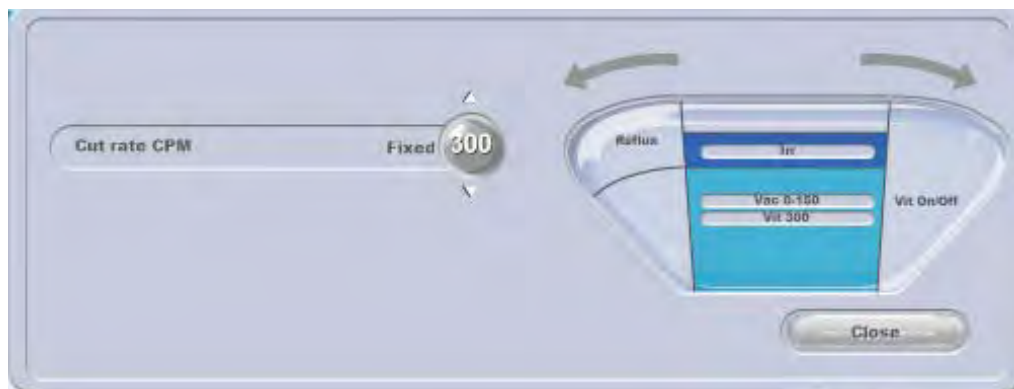 Cut rate CPM
Fixed 300
Reflux
Irr
Vac 0-150
Vit 300
Vit On/Off
Close